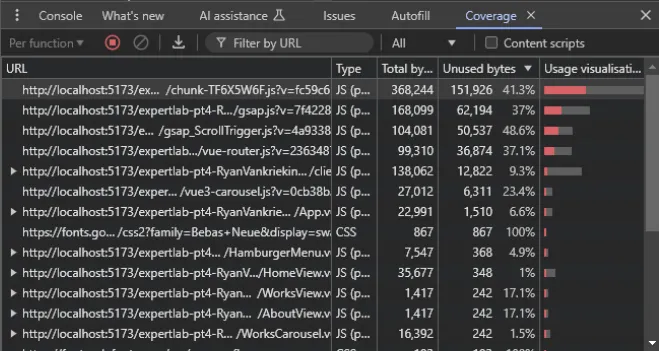 Console What's new AI assistance Issues Autofill Coverage
Per function Filter by URL All Content scripts
URL Type Total by... Unused bytes Usage visualisati...
http://localhost:5173/ex... /chunk-TF6X5W6F.js?v=fc59c6 JS (p... 368,244 151,926 41.3%
http://localhost:5173/expertlab-pt4-R.../gsap.js?v=7f4228 JS (p... 168,099 62,194 37%
http://localhost:5173/e... /gsap_ScrollTrigger.js?v=4a9338 JS (p... 104,081 50,537 48.6%
http://localhost:5173/expertlab.../vue-router.js?v=236348 JS (p... 99,310 36,874 37.1%
http://localhost:5173/expertlab-pt4-RyanVankriekin.../clie JS (p... 138,062 12,822 9.3%
http://localhost:5173/exper... /vue3-carousel.js?v=0cb38b JS (p... 27,012 6,311 23.4%
http://localhost:5173/expertlab-pt4-RyanVankrie.../App.v JS (p... 22,991 1,510 6.6%
https://fonts.go... /css2?family=Bebas+Neue&display=sw CSS 867 867 100%
http://localhost:5173/expertlab-pt4... /HamburgerMenu.v JS (p... 7,547 368 4.9%
http://localhost:5173/expertlab-pt4-RyanV.../HomeView.v JS (p... 35,677 348 1%
http://localhost:5173/expertlab-pt4-Ryan... /WorksView.v JS (p... 1,417 242 17.1%
http://localhost:5173/expertlab-pt4-Ryan... /AboutView.v JS (p... 1,417 242 17.1%
http://localhost:5173/expertlab-pt4-R... /WorksCarousel.v JS (p... 16,392 242 1.5%